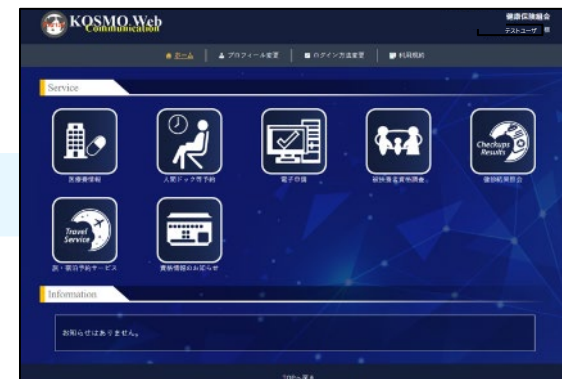 KOSMO.Web
Communication
健康保険組合
テストユーザ 様
ホーム
プロフィール変更
ログイン方法変更
利用規約
Service
医療費情報
人間ドック等予約
電子申請
被扶養者資格調査
Checkups
Results
健診結果照会
Travel
Service
旅・宿泊予約サービス
資格情報のお知らせ
Information
お知らせはありません。
TOPへ戻る